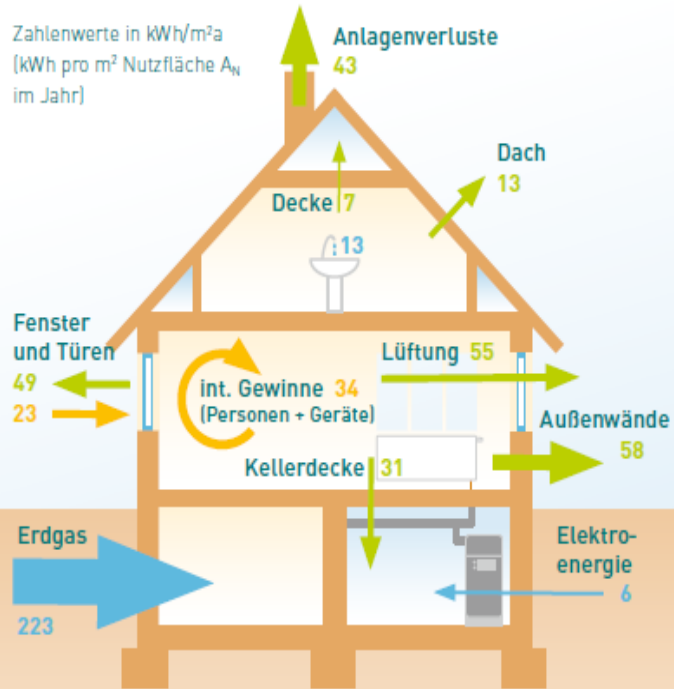 Zahlenwerte in kWh/m²a
(kWh pro m² Nutzfläche A_N
im Jahr)
Anlagenverluste
43
Dach
13
Decke 7
13
Fenster
und Türen
49
23
Lüftung 55
int. Gewinne 34
(Personen + Geräte)
Außenwände
58
Kellerdecke 31
Erdgas
223
Elektro-
energie
6